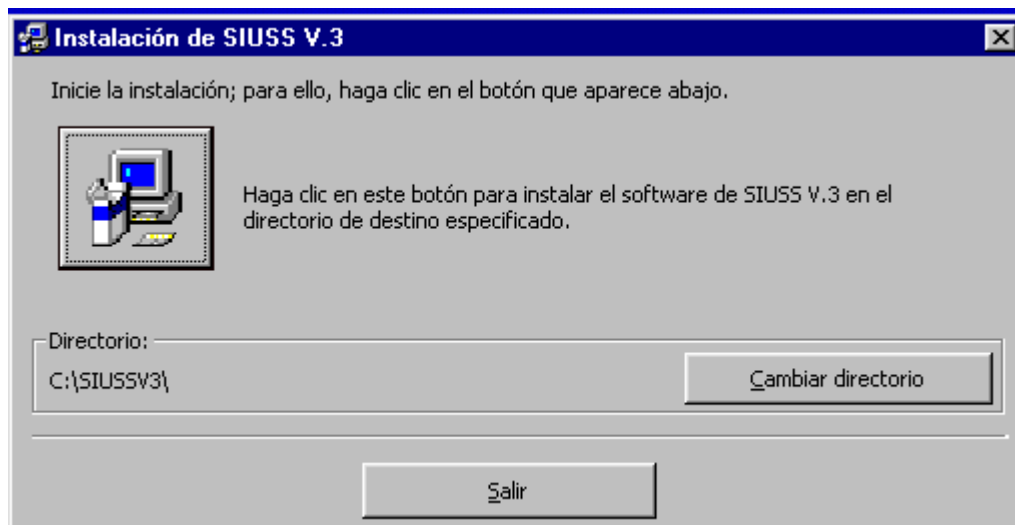 Instalación de SIUSS V.3
Inicie la instalación; para ello, haga clic en el botón que aparece abajo.
Haga clic en este botón para instalar el software de SIUSS V.3 en el
directorio de destino especificado.
Directorio:
C:\SIUSSV3\
Cambiar directorio
Salir